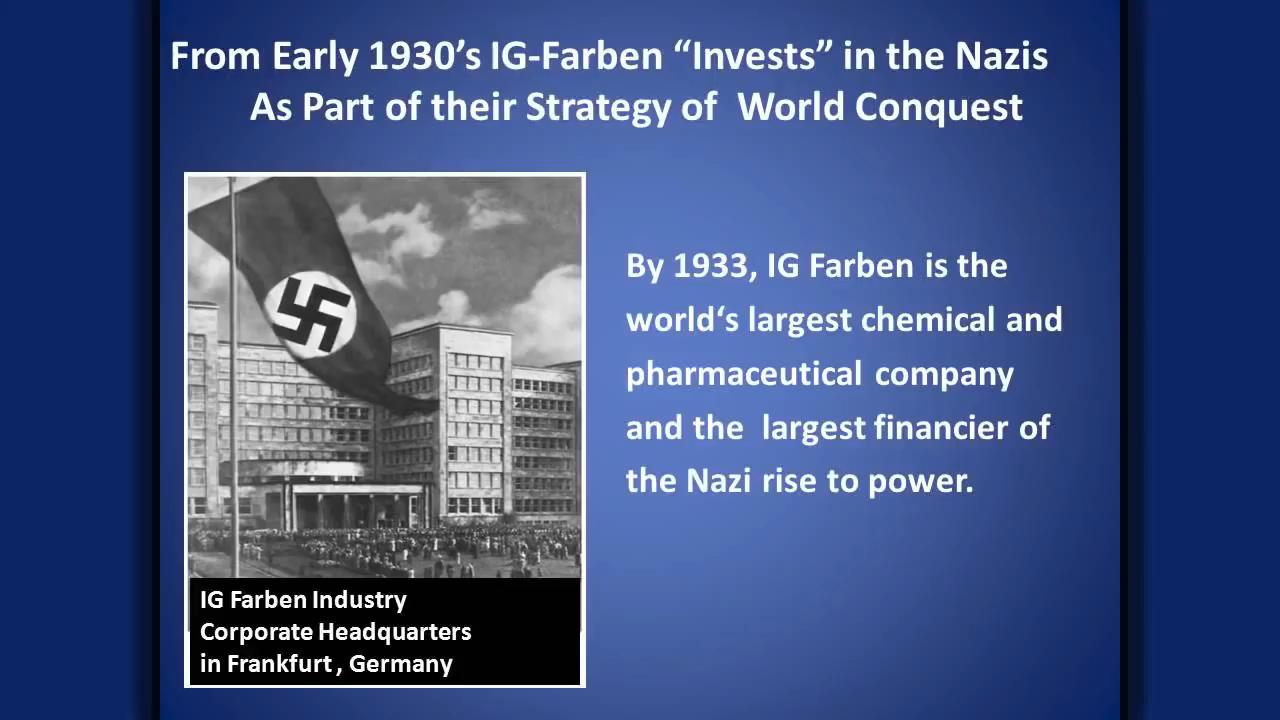 From Early 1930’s IG-Farben “Invests” in the Nazis
As Part of their Strategy of World Conquest
By 1933, IG Farben is the
world‘s largest chemical and
pharmaceutical company
and the largest financier of
the Nazi rise to power.
IG Farben Industry
Corporate Headquarters
in Frankfurt , Germany